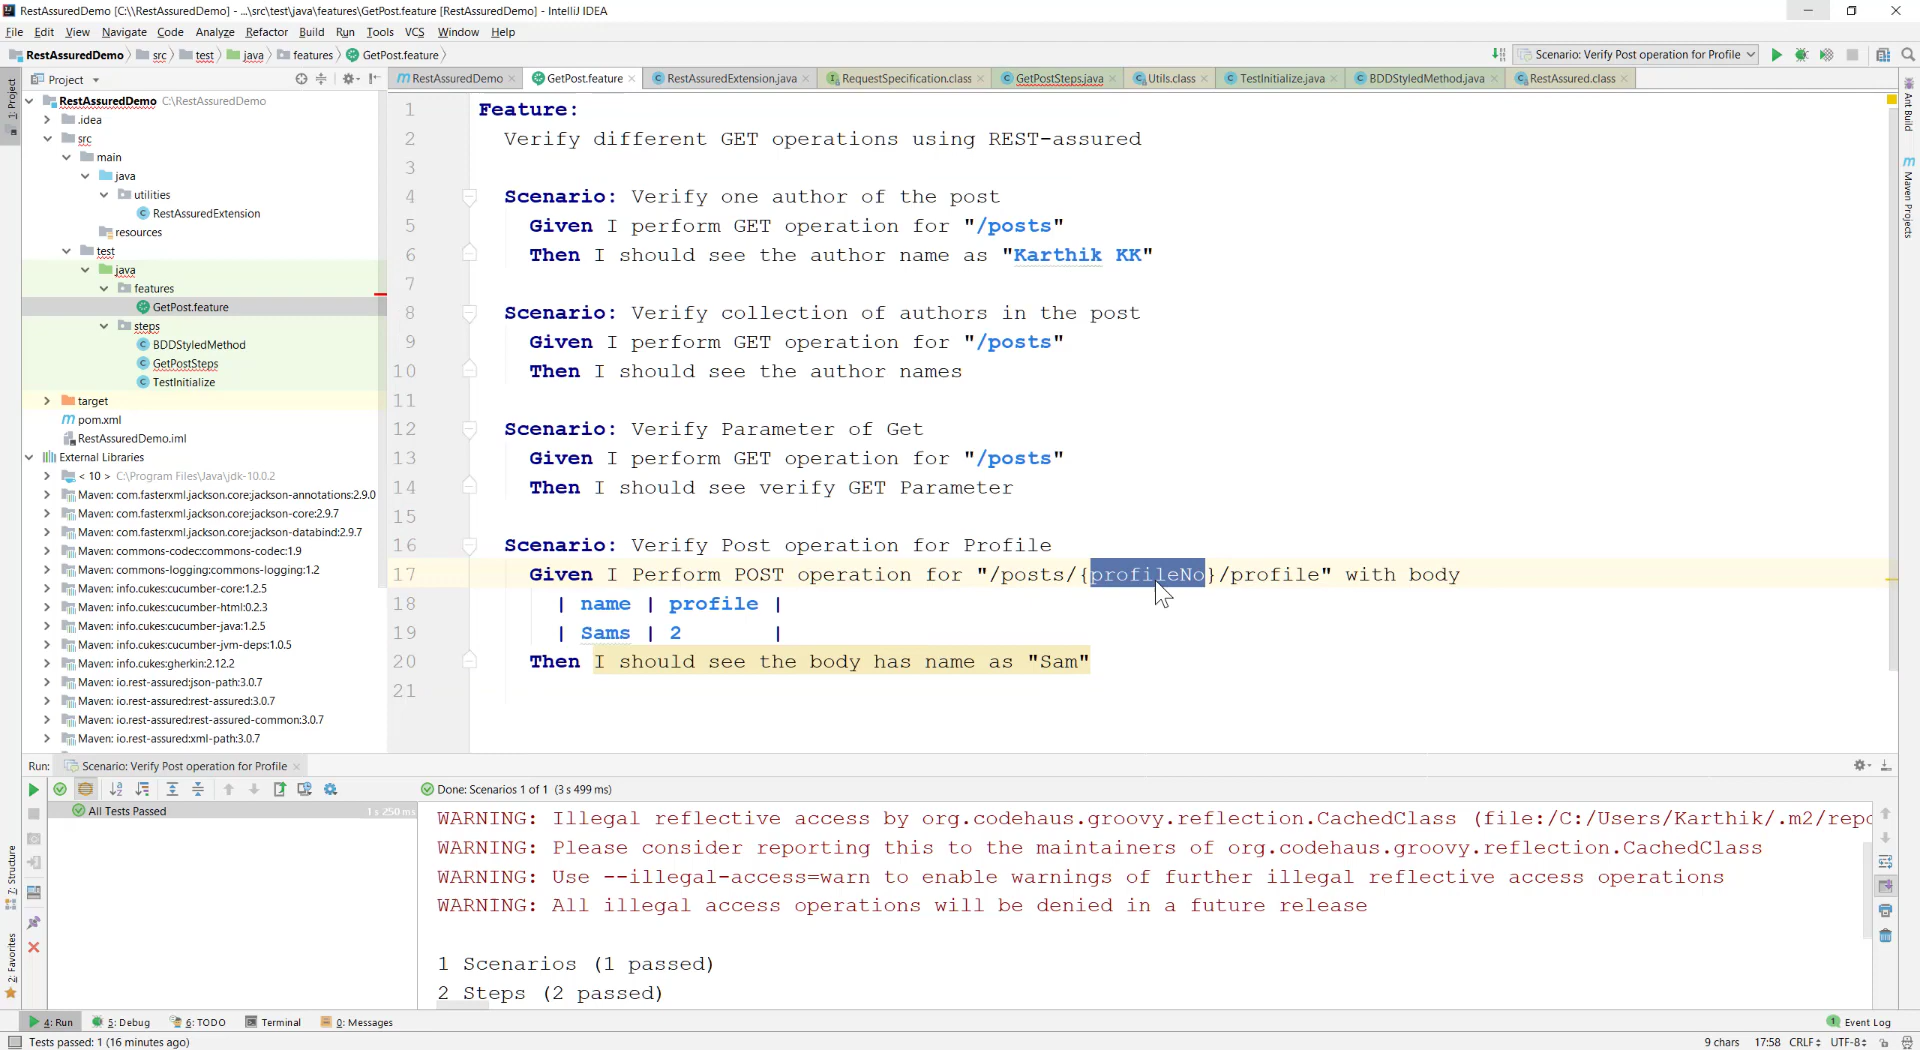 RestAssuredDemo [C:\\RestAssuredDemo] - ...\src\test\java\features\GetPost.feature [RestAssuredDemo] - IntelliJ IDEA
File Edit View Navigate Code Analyze Refactor Build Run Tools VCS Window Help
RestAssuredDemo src test java features GetPost.feature
Scenario: Verify Post operation for Profile
Project
RestAssuredDemo GetPost.feature RestAssuredExtension.java RequestSpecification.class GetPostSteps.java Utils.class TestInitialize.java BDDStyledMethod.java RestAssured.class
1: Project
RestAssuredDemo C:\RestAssuredDemo
.idea
src
main
java
utilities
RestAssuredExtension
resources
test
java
features
GetPost.feature
steps
BDDStyledMethod
GetPostSteps
TestInitialize
target
pom.xml
RestAssuredDemo.iml
External Libraries
< 10 > C:\Program Files\Java\jdk-10.0.2
Maven: com.fasterxml.jackson.core:jackson-annotations:2.9.0
Maven: com.fasterxml.jackson.core:jackson-core:2.9.7
Maven: com.fasterxml.jackson.core:jackson-databind:2.9.7
Maven: commons-codec:commons-codec:1.9
Maven: commons-logging:commons-logging:1.2
Maven: info.cukes:cucumber-core:1.2.5
Maven: info.cukes:cucumber-html:0.2.3
Maven: info.cukes:cucumber-java:1.2.5
Maven: info.cukes:cucumber-jvm-deps:1.0.5
Maven: info.cukes:gherkin:2.12.2
Maven: io.rest-assured:json-path:3.0.7
Maven: io.rest-assured:rest-assured:3.0.7
Maven: io.rest-assured:rest-assured-common:3.0.7
Maven: io.rest-assured:xml-path:3.0.7
1 Feature:
2 Verify different GET operations using REST-assured
3
4 Scenario: Verify one author of the post
5 Given I perform GET operation for "/posts"
6 Then I should see the author name as "Karthik KK"
7
8 Scenario: Verify collection of authors in the post
9 Given I perform GET operation for "/posts"
10 Then I should see the author names
11
12 Scenario: Verify Parameter of Get
13 Given I perform GET operation for "/posts"
14 Then I should see verify GET Parameter
15
16 Scenario: Verify Post operation for Profile
17 Given I Perform POST operation for "/posts/{profileNo}/profile" with body
18 | name | profile |
19 | Sams | 2 |
20 Then I should see the body has name as "Sam"
21
Ant Build
Maven Projects
Run: Scenario: Verify Post operation for Profile
Done: Scenarios 1 of 1 (3 s 499 ms)
All Tests Passed 1 s 250 ms
WARNING: Illegal reflective access by org.codehaus.groovy.reflection.CachedClass (file:/C:/Users/Karthik/.m2/repo
WARNING: Please consider reporting this to the maintainers of org.codehaus.groovy.reflection.CachedClass
WARNING: Use --illegal-access=warn to enable warnings of further illegal reflective access operations
WARNING: All illegal access operations will be denied in a future release
1 Scenarios (1 passed)
2 Steps (2 passed)
7: Structure
2: Favorites
4: Run 5: Debug 6: TODO Terminal 0: Messages
1 Event Log
Tests passed: 1 (16 minutes ago)
9 chars 17:58 CRLF UTF-8